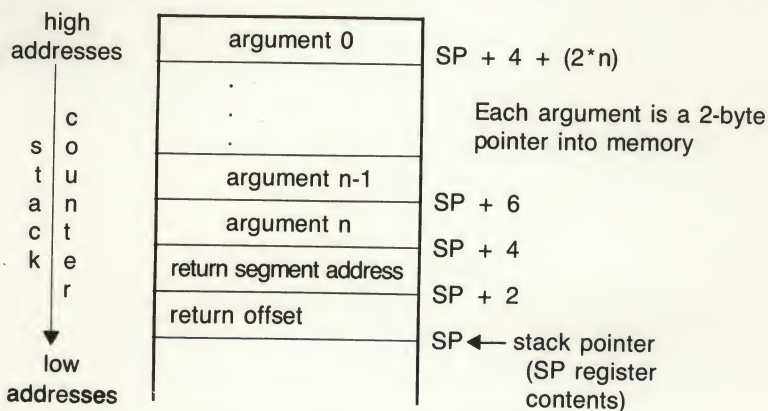 high
addresses
argument 0
SP + 4 + (2*n)
.
.
.
Each argument is a 2-byte
pointer into memory
stack
counter
argument n-1
SP + 6
argument n
SP + 4
return segment address
SP + 2
return offset
SP
stack pointer
(SP register
contents)
low
addresses